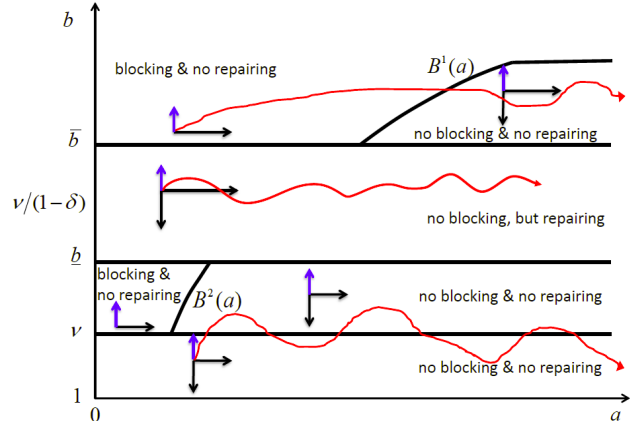 b
blocking & no repairing
B¹(a)
no blocking & no repairing
b̅
ν/(1−δ)
no blocking, but repairing
b̲
blocking &
no repairing
B²(a)
no blocking & no repairing
ν
no blocking & no repairing
1
0
a